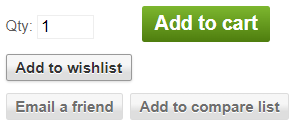 Qty: 1 Add to cart
Add to wishlist
Email a friend Add to compare list